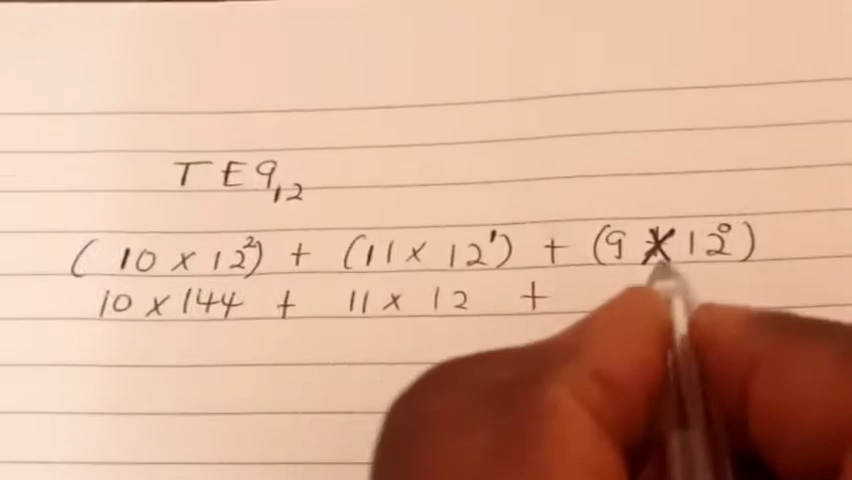 TE9₁₂
(10 × 12²) + (11 × 12¹) + (9 × 12⁰)
10 × 144 + 11 × 12 +